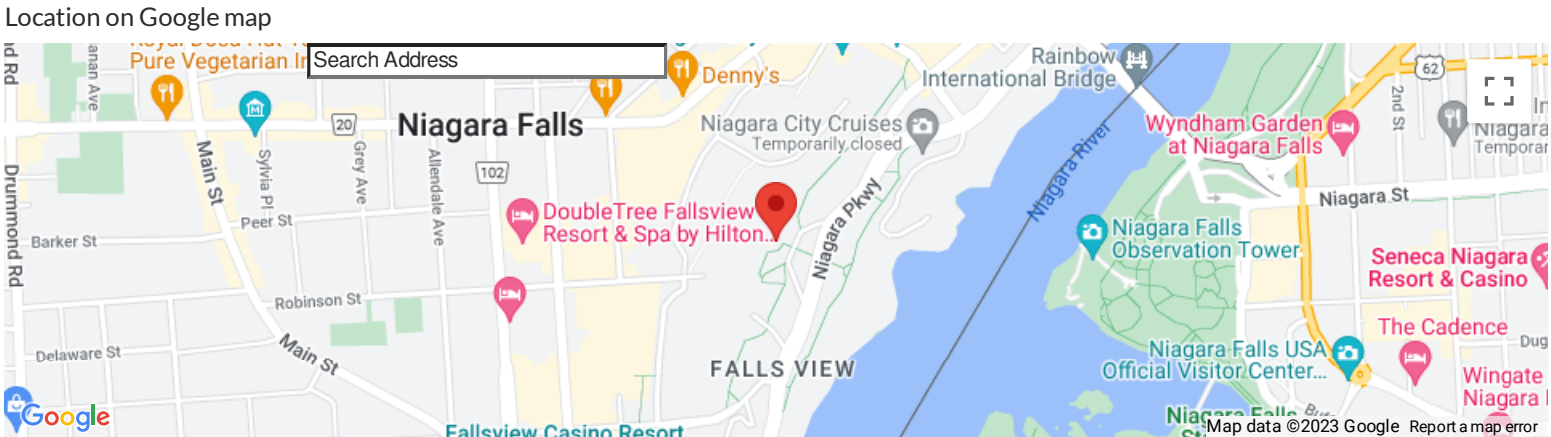 Location on Google map
Pure Vegetarian
Search Address
Denny's
Rainbow
International Bridge
62
2nd St
Drummond Rd
Main St
20
Niagara Falls
Niagara City Cruises
Temporarily closed
Niagara River
Wyndham Garden
at Niagara Falls
Niagara
Sylvia Pl
Grey Ave
Allendale Ave
102
Niagara St
Peer St
Barker St
DoubleTree Fallsview
Resort & Spa by Hilton...
Niagara Pkwy
Niagara Falls
Observation Tower
Seneca Niagara
Resort & Casino
Robinson St
Delaware St
Main St
FALLS VIEW
Niagara Falls USA
Official Visitor Center...
The Cadence
Wingate
Niagara
Google
Fallsview Casino Resort
Niagara Falls
Map data ©2023 Google
Report a map error